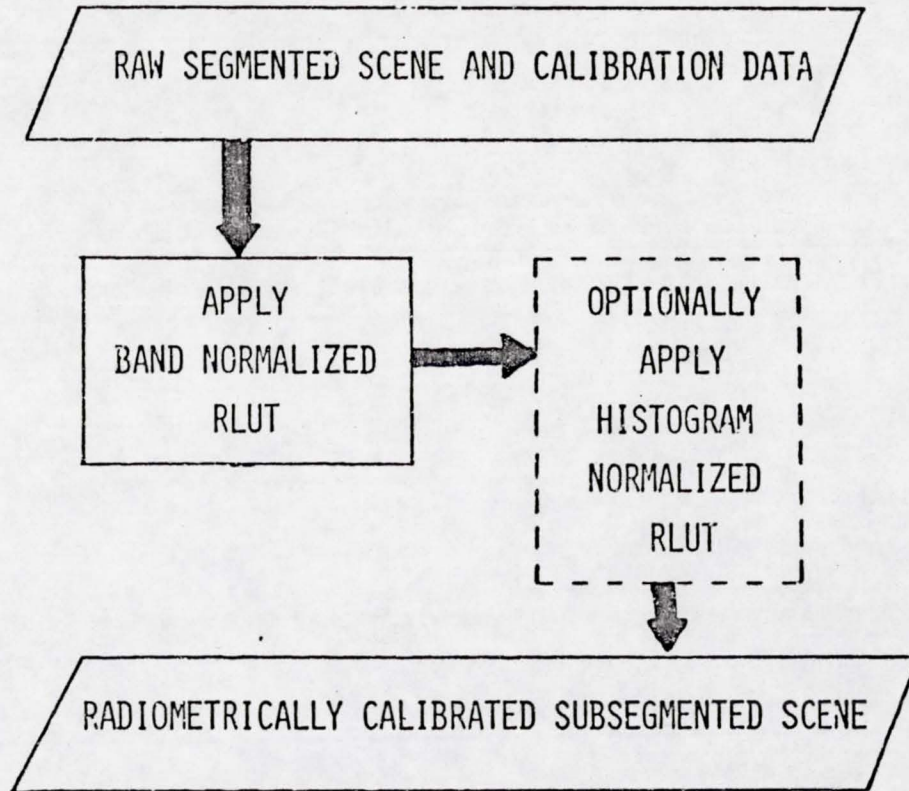 RAW SEGMENTED SCENE AND CALIBRATION DATA
APPLY
BAND NORMALIZED
RLUT
OPTIONALLY
APPLY
HISTOGRAM
NORMALIZED
RLUT
RADIOMETRICALLY CALIBRATED SUBSEGMENTED SCENE